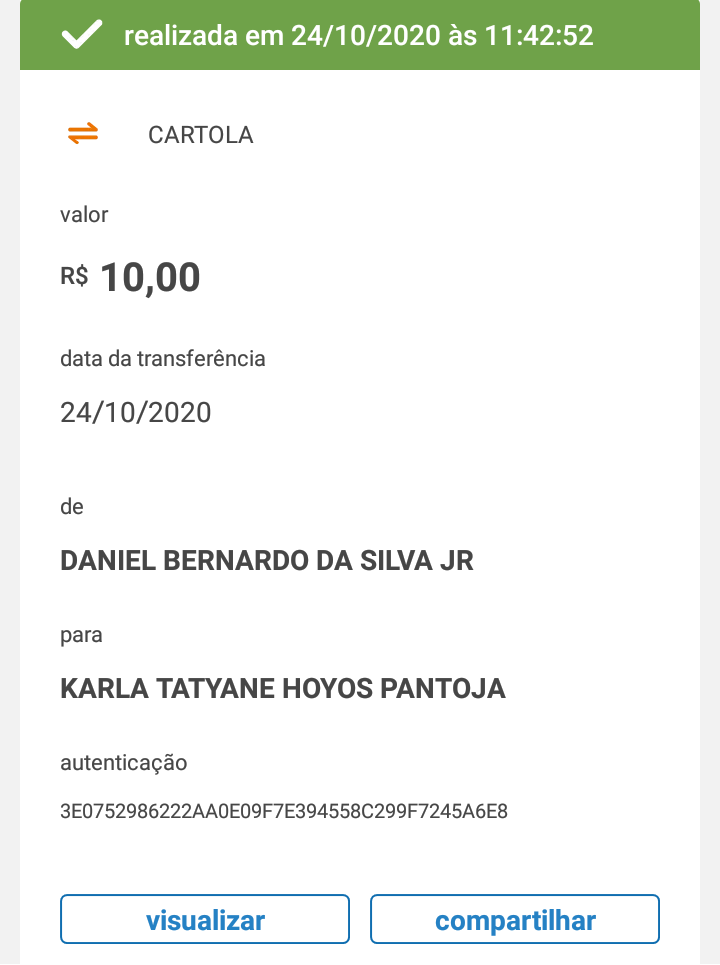 realizada em 24/10/2020 às 11:42:52
CARTOLA
valor
R$ 10,00
data da transferência
24/10/2020
de
DANIEL BERNARDO DA SILVA JR
para
KARLA TATYANE HOYOS PANTOJA
autenticação
3E0752986222AA0E09F7E394558C299F7245A6E8
visualizar
compartilhar